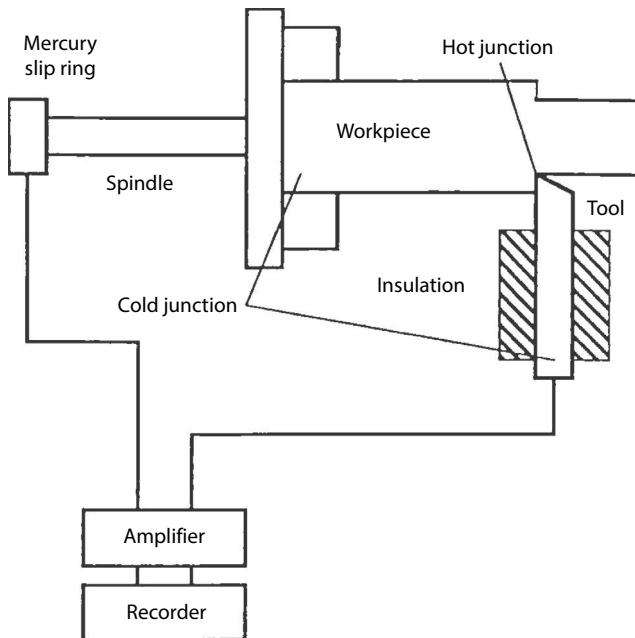 Mercury
slip ring
Hot junction
Workpiece
Spindle
Tool
Insulation
Cold junction
Amplifier
Recorder